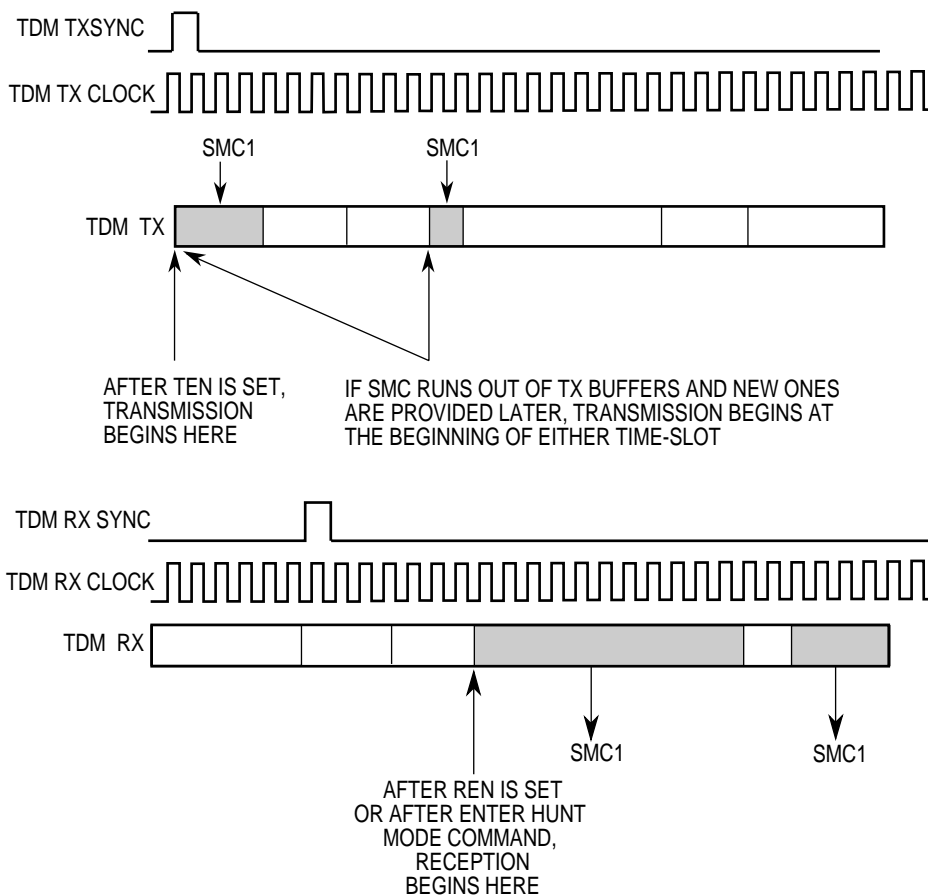 TDM TXSYNC
TDM TX CLOCK
SMC1
SMC1
TDM TX
AFTER TEN IS SET,
TRANSMISSION
BEGINS HERE
IF SMC RUNS OUT OF TX BUFFERS AND NEW ONES
ARE PROVIDED LATER, TRANSMISSION BEGINS AT
THE BEGINNING OF EITHER TIME-SLOT
TDM RX SYNC
TDM RX CLOCK
TDM RX
SMC1
SMC1
AFTER REN IS SET
OR AFTER ENTER HUNT
MODE COMMAND,
RECEPTION
BEGINS HERE